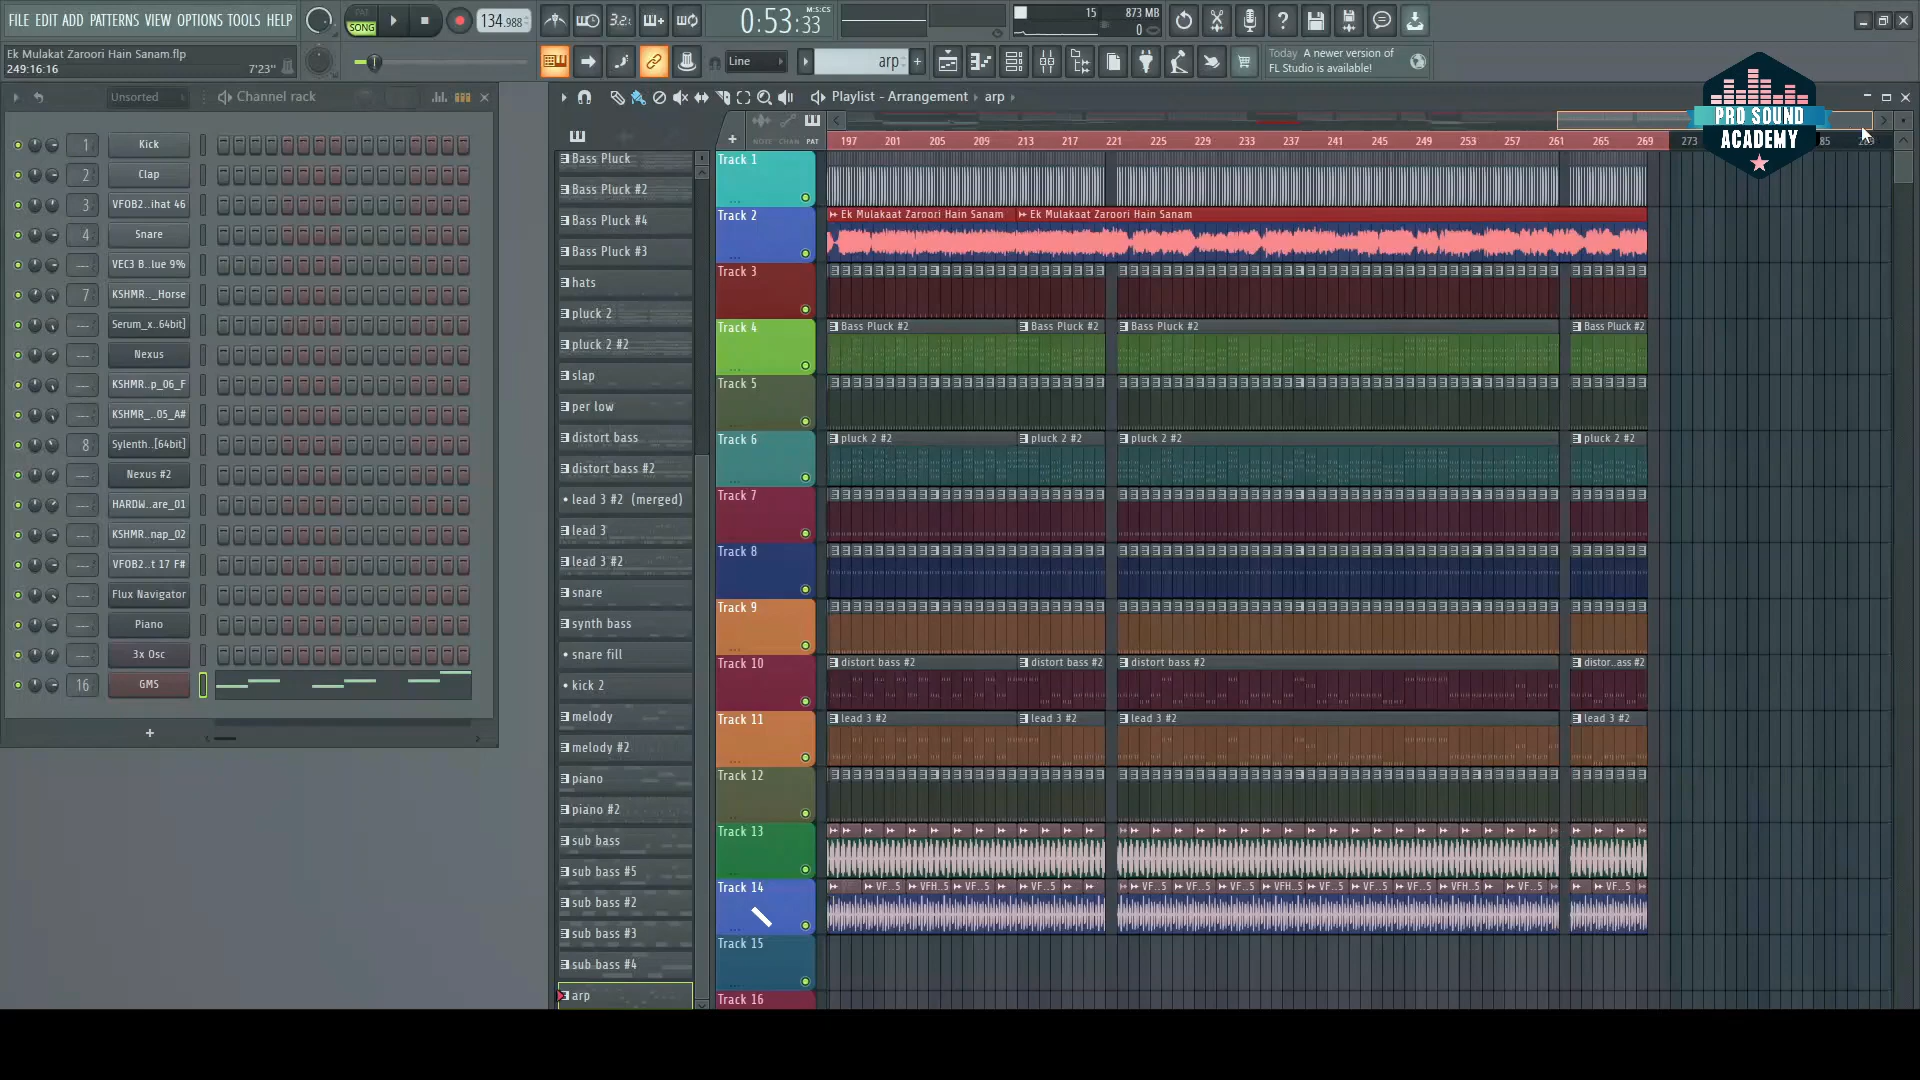 FILE EDIT ADD PATTERNS VIEW OPTIONS TOOLS HELP
PAT
SONG
134.988
3.2
0:53:33
M:S:CS
15
873 MB
0
Ek Mulakat Zaroori Hain Sanam.flp
249:16:16
7'23"
Line
arp
Today A newer version of
FL Studio is available!
PRO SOUND
ACADEMY
Unsorted
Channel rack
Playlist - Arrangement
arp
NOTE CHAN PAT
197 201 205 209 213 217 221 225 229 233 237 241 245 249 253 257 261 265 269 273
1 Kick
2 Clap
3 VFOB2..ihat 46
4 Snare
--- VEC3 B..lue 9%
7 KSHMR.._Horse
--- Serum_x..64bit]
--- Nexus
--- KSHMR..p_06_F
--- KSHMR_..05_A#
8 Sylenth..[64bit]
--- Nexus #2
--- HARDW..are_01
--- KSHMR..nap_02
--- VFOB2..t 17 F#
--- Flux Navigator
--- Piano
--- 3x Osc
16 GMS
Bass Pluck
Bass Pluck #2
Bass Pluck #4
Bass Pluck #3
hats
pluck 2
pluck 2 #2
slap
per low
distort bass
distort bass #2
lead 3 #2 (merged)
lead 3
lead 3 #2
snare
synth bass
snare fill
kick 2
melody
melody #2
piano
piano #2
sub bass
sub bass #5
sub bass #2
sub bass #3
sub bass #4
arp
Track 1
Track 2
Ek Mulakaat Zaroori Hain Sanam
Ek Mulakaat Zaroori Hain Sanam
Track 3
Track 4
Bass Pluck #2
Bass Pluck #2
Bass Pluck #2
Bass Pluck #2
Track 5
Track 6
pluck 2 #2
pluck 2 #2
pluck 2 #2
pluck 2 #2
Track 7
Track 8
Track 9
Track 10
distort bass #2
distort bass #2
distort bass #2
distor..ass #2
Track 11
lead 3 #2
lead 3 #2
lead 3 #2
lead 3 #2
Track 12
Track 13
Track 14
VF..5 VFH..5 VF..5 VF..5 VF..5 VF..5 VF..5 VFH..5 VF..5 VF..5 VF..5 VFH..5 VF..5 VF..5
Track 15
Track 16